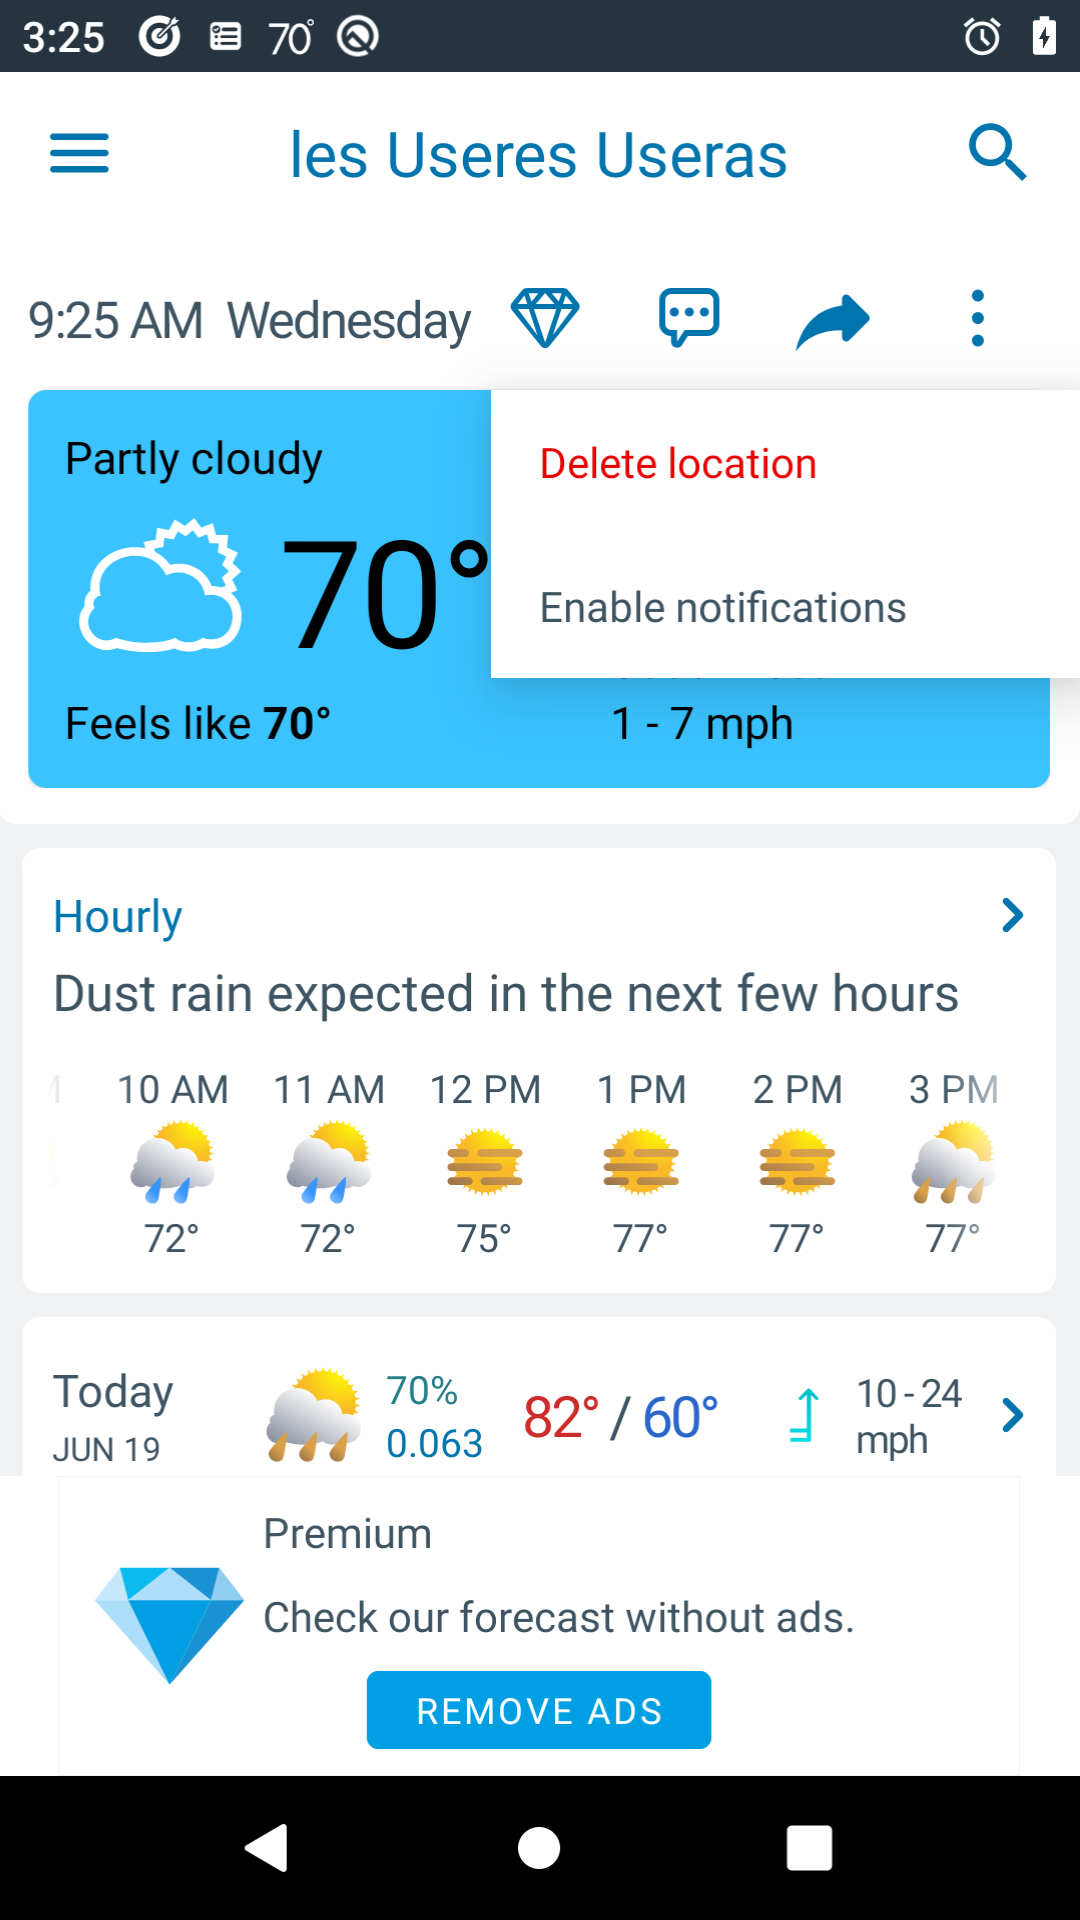 3:25 70°
les Useres Useras
9:25 AM Wednesday
Partly cloudy
Delete location
70°
Enable notifications
Feels like 70°
1 - 7 mph
Hourly
Dust rain expected in the next few hours
10 AM 11 AM 12 PM 1 PM 2 PM 3 PM
72° 72° 75° 77° 77° 77°
Today 70% 82° / 60° 10 - 24
JUN 19 0.063 mph
Premium
Check our forecast without ads.
REMOVE ADS